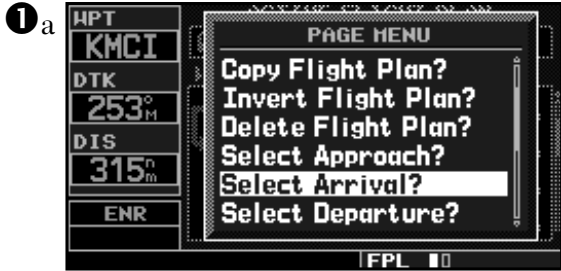 ❶a
WPT
KMCI
DTK
253°M
DIS
315nm
ENR
PAGE MENU
Copy Flight Plan?
Invert Flight Plan?
Delete Flight Plan?
Select Approach?
Select Arrival?
Select Departure?
FPL